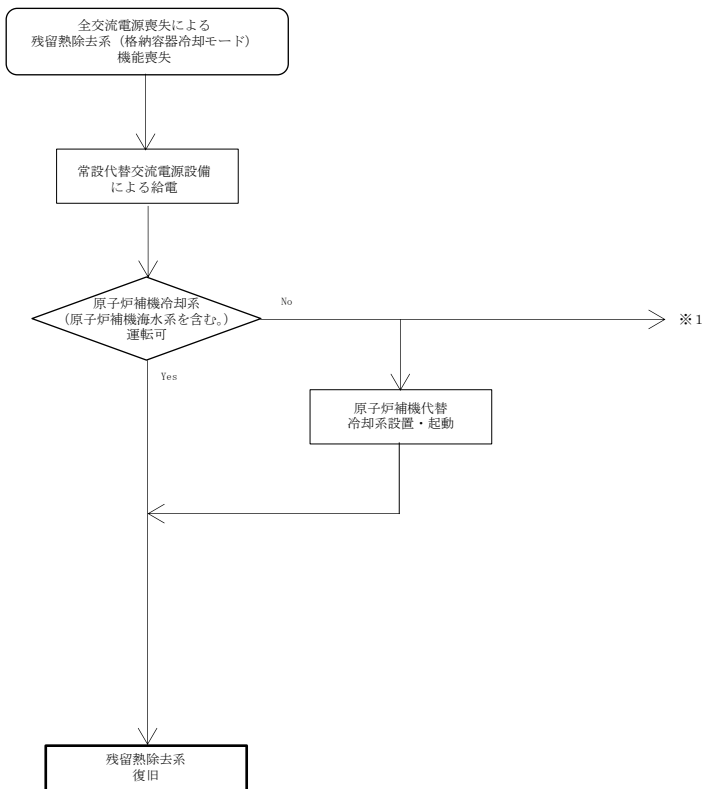 全交流電源喪失による
残留熱除去系（格納容器冷却モード）
機能喪失
常設代替交流電源設備
による給電
原子炉補機冷却系
（原子炉補機海水系を含む。）
運転可
No
※1
Yes
原子炉補機代替
冷却系設置・起動
残留熱除去系
復旧